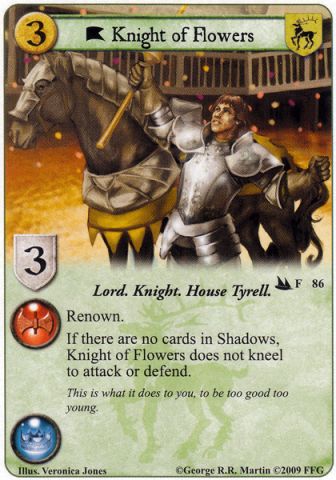 3
Knight of Flowers
3
Lord. Knight. House Tyrell.
F 86
Renown.
If there are no cards in Shadows,
Knight of Flowers does not kneel
to attack or defend.
This is what it does to you, to be too good too
young.
Illus. Veronica Jones
©George R.R. Martin ©2009 FFG